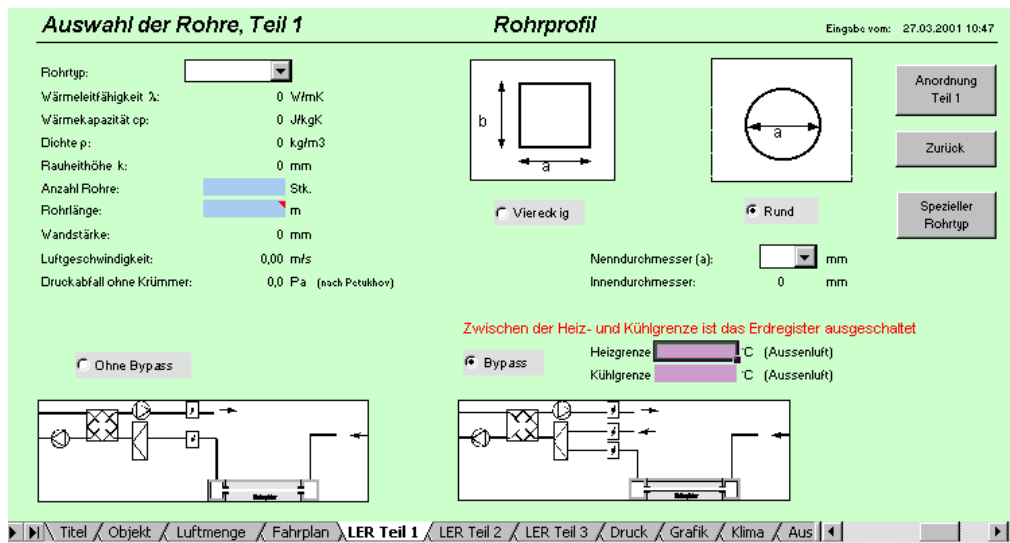 Auswahl der Rohre, Teil 1
Rohrprofil
Eingabe vom: 27.03.2001 10:47
Rohrtyp:
Wärmeleitfähigkeit λ: 0 W/mK
Wärmekapazität cp: 0 J/kgK
Dichte ρ: 0 kg/m3
Rauheithöhe k: 0 mm
Anzahl Rohre: Stk.
Rohrlänge: m
Wandstärke: 0 mm
Luftgeschwindigkeit: 0,00 m/s
Druckabfall ohne Krümmer: 0,0 Pa (nach Petukhov)
b
a
a
Viereckig
Rund
Anordnung
Teil 1
Zurück
Spezieller
Rohrtyp
Nenndurchmesser (a): mm
Innendurchmesser: 0 mm
Zwischen der Heiz- und Kühlgrenze ist das Erdregister ausgeschaltet
Ohne Bypass
Bypass
Heizgrenze °C (Aussenluft)
Kühlgrenze °C (Aussenluft)
Titel / Objekt / Luftmenge / Fahrplan \ LER Teil 1 / LER Teil 2 / LER Teil 3 / Druck / Grafik / Klima / Aus